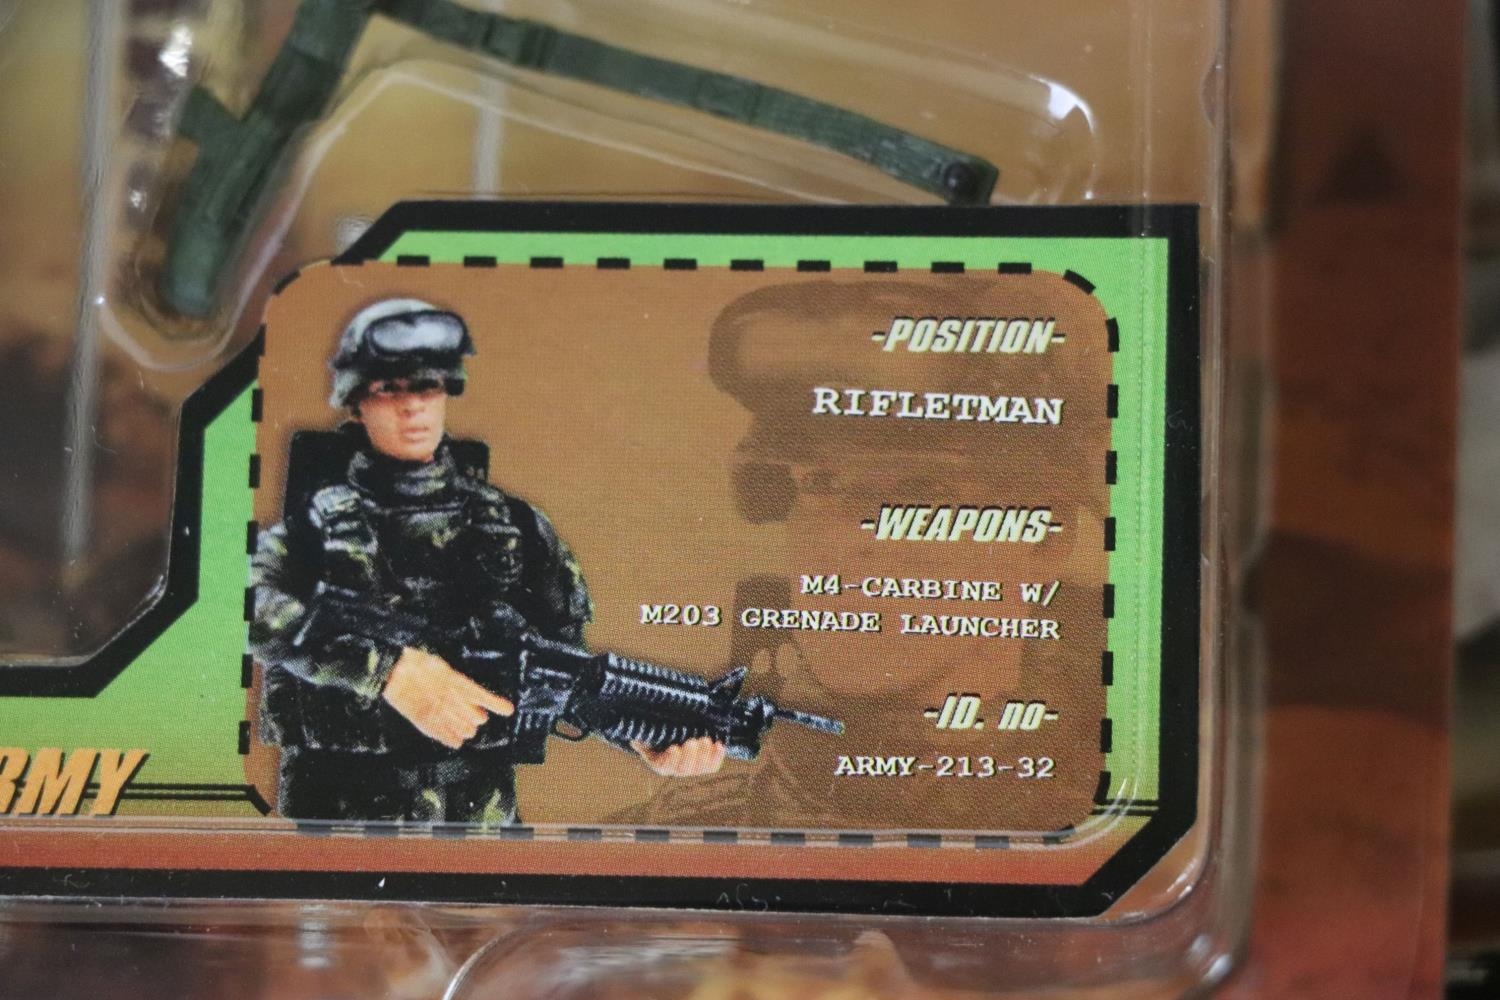 -POSITION-
RIFLETMAN
-WEAPONS-
M4-CARBINE W/
M203 GRENADE LAUNCHER
-ID. no-
ARMY-213-32
RMY